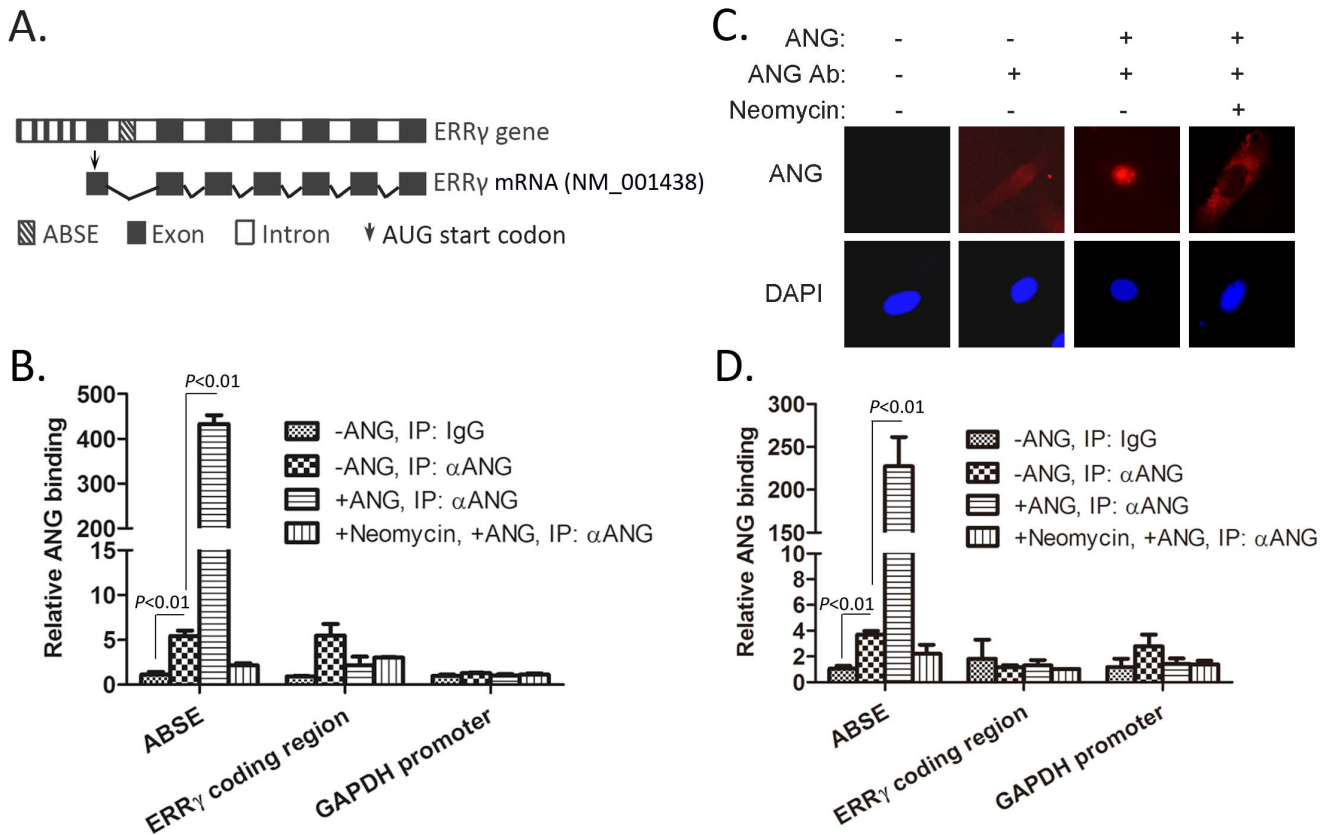 A.
ERRγ gene
ERRγ mRNA (NM_001438)
ABSE Exon Intron AUG start codon
B.
Relative ANG binding
500
400
300
200
15
10
5
0
P<0.01
P<0.01
-ANG, IP: IgG
-ANG, IP: αANG
+ANG, IP: αANG
+Neomycin, +ANG, IP: αANG
ABSE
ERRγ coding region
GAPDH promoter
C.
ANG: - - + +
ANG Ab: - + + +
Neomycin: - - - +
ANG
DAPI
D.
Relative ANG binding
300
250
200
150
10
8
6
4
2
0
P<0.01
P<0.01
-ANG, IP: IgG
-ANG, IP: αANG
+ANG, IP: αANG
+Neomycin, +ANG, IP: αANG
ABSE
ERRγ coding region
GAPDH promoter